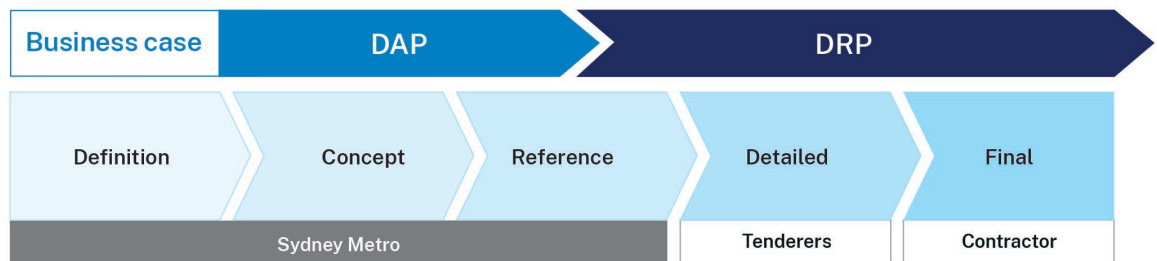 Business case
DAP
DRP
Definition
Concept
Reference
Detailed
Final
Sydney Metro
Tenderers
Contractor